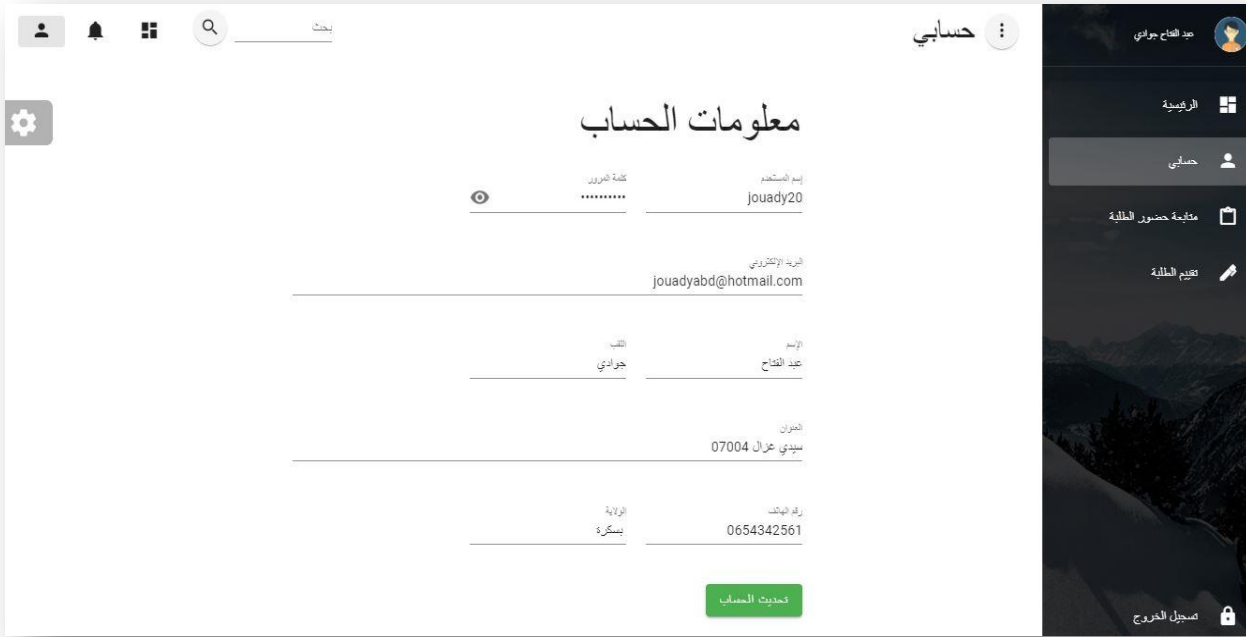 عبد الفتاح جوادي
الرئيسية
حسابي
متابعة حضور الطلبة
تقييم الطلبة
تسجيل الخروج
حسابي
بحث
معلومات الحساب
إسم المستخدم
jouady20
كلمة المرور
••••••••••
البريد الإلكتروني
jouadyabd@hotmail.com
الإسم
عبد الفتاح
اللقب
جوادي
العنوان
سيدي غزال 07004
رقم الهاتف
0654342561
الولاية
بسكرة
تحديث الحساب